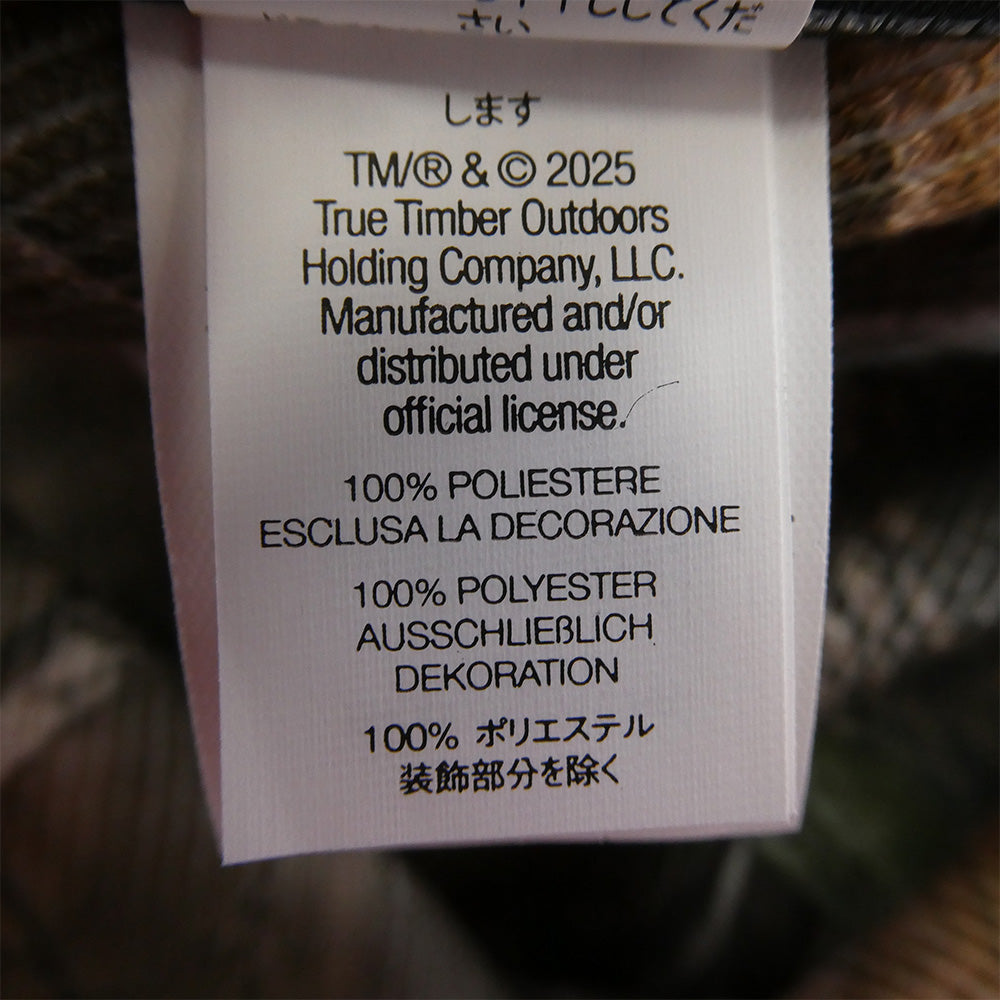 さい
します
TM/® & © 2025
True Timber Outdoors
Holding Company, LLC.
Manufactured and/or
distributed under
official license.
100% POLIESTERE
ESCLUSA LA DECORAZIONE
100% POLYESTER
AUSSCHLIEßLICH
DEKORATION
100% ポリエステル
装飾部分を除く